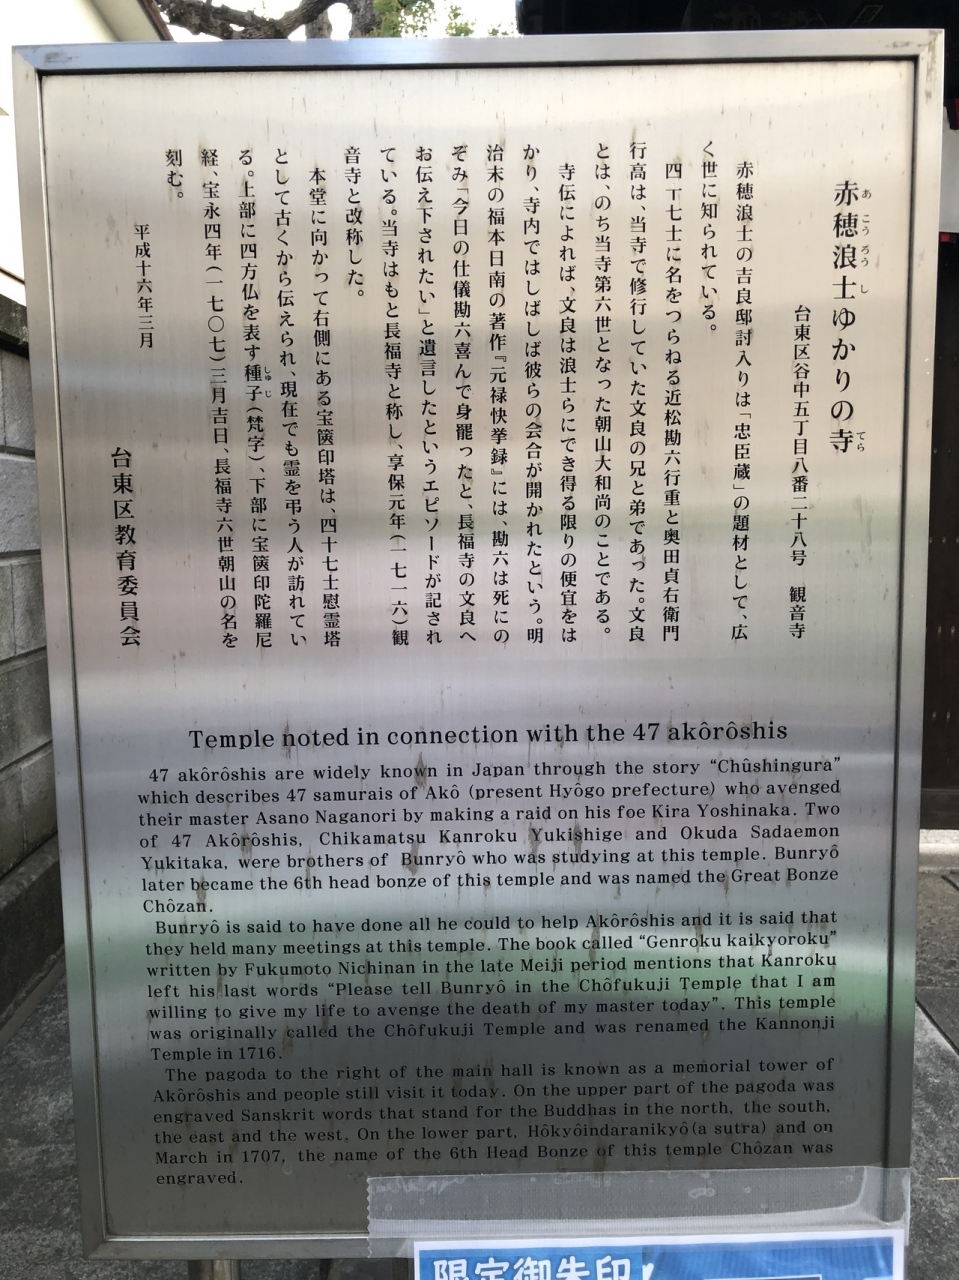 赤穂浪士ゆかりの寺
あこうろうし
てら
台東区谷中五丁目八番二十八号　観音寺
赤穂浪士の吉良邸討入りは「忠臣蔵」の題材として、広
く世に知られている。
四十七士に名をつらねる近松勘六行重と奥田貞右衛門
行高は、当寺で修行していた文良の兄と弟であった。文良
とは、のち当寺第六世となった朝山大和尚のことである。
寺伝によれば、文良は浪士らにでき得る限りの便宜をは
かり、寺内ではしばしば彼らの会合が開かれたという。明
治末の福本日南の著作『元禄快挙録』には、勘六は死にの
ぞみ「今日の仕儀勘六喜んで身罷ったと、長福寺の文良へ
お伝え下されたい」と遺言したというエピソードが記され
ている。当寺はもと長福寺と称し、享保元年（一七一六）観
音寺と改称した。
本堂に向かって右側にある宝篋印塔は、四十七士慰霊塔
として古くから伝えられ、現在でも霊を弔う人が訪れてい
る。上部に四方仏を表す種子（梵字）、下部に宝篋印陀羅尼
しゅじ
経、宝永四年（一七〇七）三月吉日、長福寺六世朝山の名を
刻む。
平成十六年三月
台東区教育委員会
Temple noted in connection with the 47 akôrôshis
47 akôrôshis are widely known in Japan through the story “Chûshingura”
which describes 47 samurais of Akô (present Hyôgo prefecture) who avenged
their master Asano Naganori by making a raid on his foe Kira Yoshinaka. Two
of 47 Akôrôshis, Chikamatsu Kanroku Yukishige and Okuda Sadaemon
Yukitaka, were brothers of Bunryô who was studying at this temple. Bunryô
later became the 6th head bonze of this temple and was named the Great Bonze
Chôzan.
Bunryô is said to have done all he could to help Akôrôshis and it is said that
they held many meetings at this temple. The book called “Genroku kaikyoroku”
written by Fukumoto Nichinan in the late Meiji period mentions that Kanroku
left his last words “Please tell Bunryô in the Chôfukuji Temple that I am
willing to give my life to avenge the death of my master today”. This temple
was originally called the Chôfukuji Temple and was renamed the Kannonji
Temple in 1716.
The pagoda to the right of the main hall is known as a memorial tower of
Akôrôshis and people still visit it today. On the upper part of the pagoda was
engraved Sanskrit words that stand for the Buddhas in the north, the south,
the east and the west. On the lower part, Hôkyôindaranikyô(a sutra) and on
March in 1707, the name of the 6th Head Bonze of this temple Chôzan was
engraved.
限定御朱印